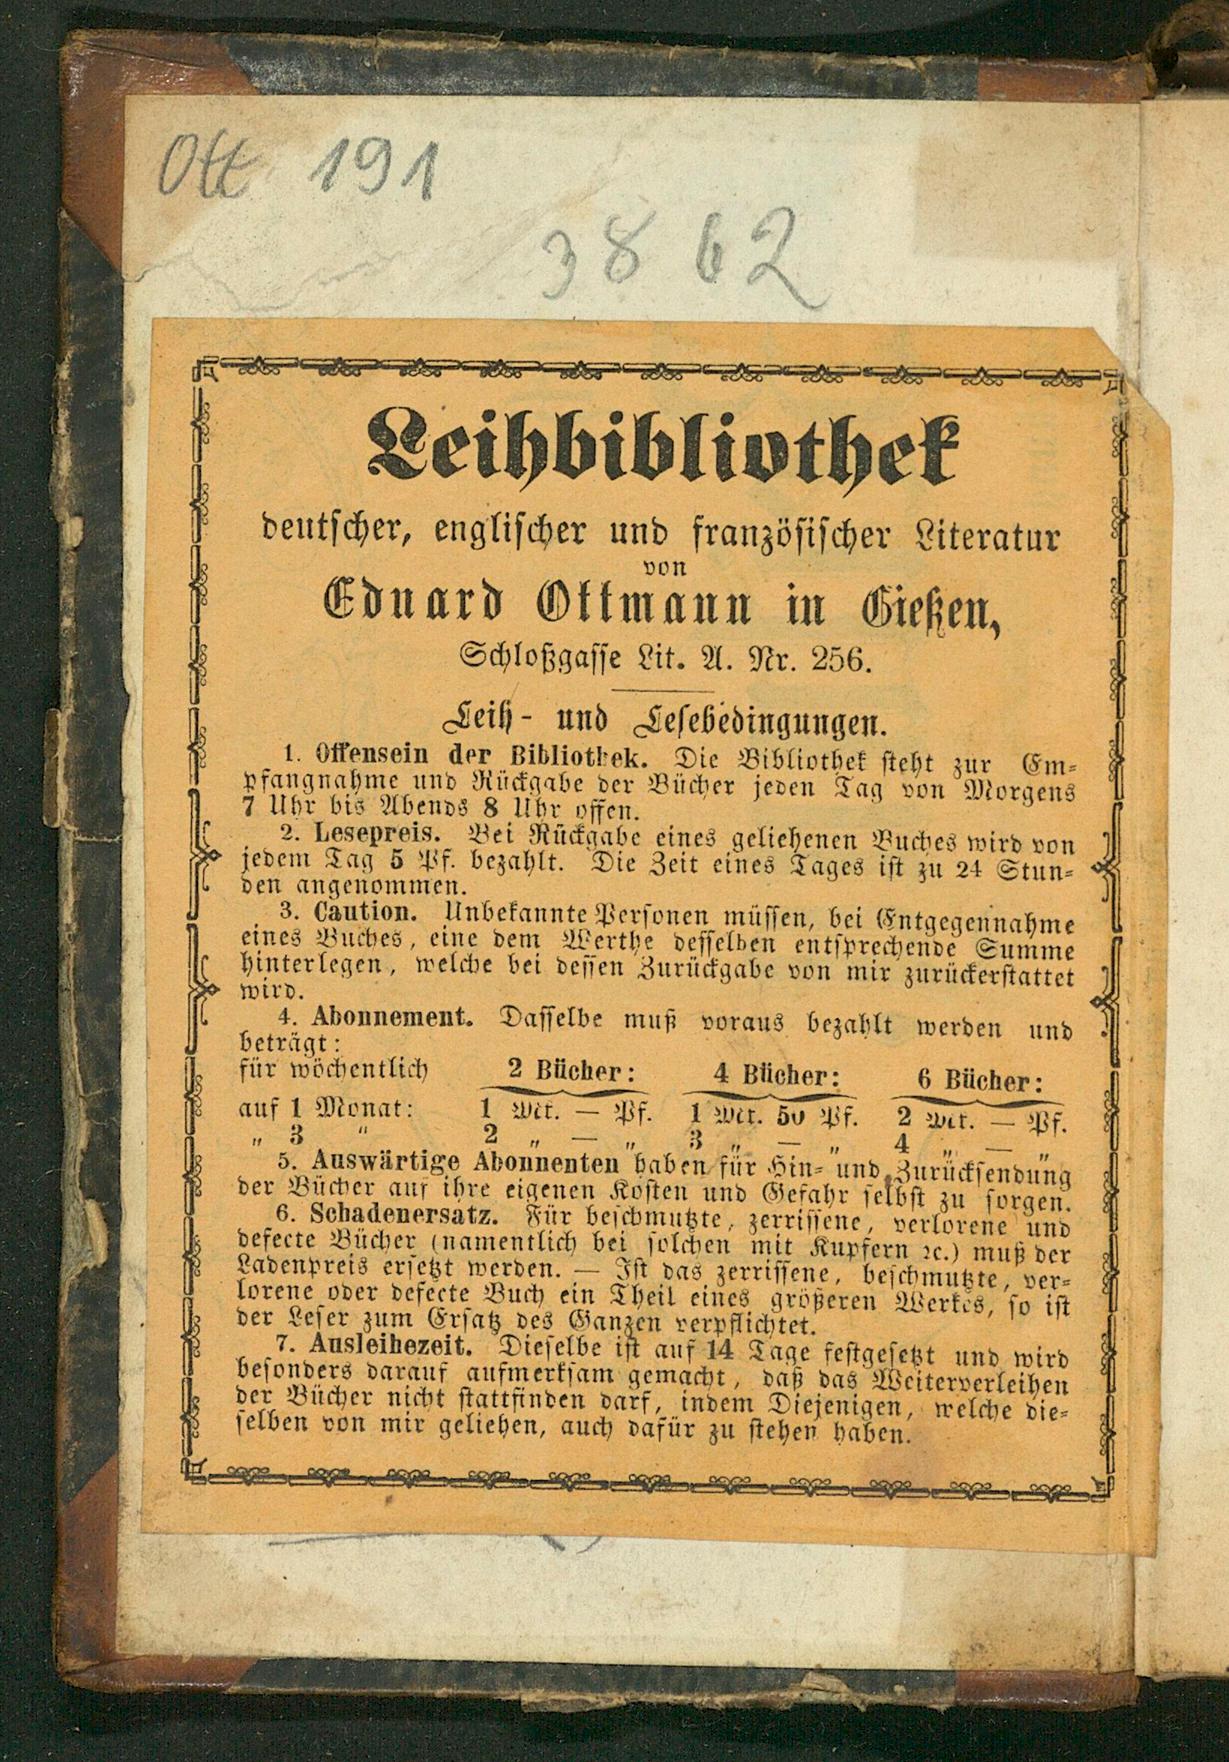 Ott 191
3862
Leihbibliothek
deutscher, englischer und französischer Literatur
von
Eduard Ottmann in Gießen,
Schloßgasse Lit. A. Nr. 256.
Leih- und Lesebedingungen.
1. Offensein der Bibliothek. Die Bibliothek steht zur Em-
pfangnahme und Rückgabe der Bücher jeden Tag von Morgens
7 Uhr bis Abends 8 Uhr offen.
2. Lesepreis. Bei Rückgabe eines geliehenen Buches wird von
jedem Tag 5 Pf. bezahlt. Die Zeit eines Tages ist zu 24 Stun-
den angenommen.
3. Caution. Unbekannte Personen müssen, bei Entgegennahme
eines Buches, eine dem Werthe desselben entsprechende Summe
hinterlegen, welche bei dessen Zurückgabe von mir zurückerstattet
wird.
4. Abonnement. Dasselbe muß voraus bezahlt werden und
beträgt:
für wöchentlich 2 Bücher: 4 Bücher: 6 Bücher:
auf 1 Monat: 1 Mt. — Pf. 1 Mt. 50 Pf. 2 Mt. — Pf.
„ 3 „ 2 „ — „ 3 „ — „ 4 „ — „
5. Auswärtige Abonnenten haben für Hin- und Zurücksendung
der Bücher auf ihre eigenen Kosten und Gefahr selbst zu sorgen.
6. Schadenersatz. Für beschmutzte, zerrissene, verlorene und
defecte Bücher (namentlich bei solchen mit Kupfern ꝛc.) muß der
Ladenpreis ersetzt werden. — Ist das zerrissene, beschmutzte, ver-
lorene oder defecte Buch ein Theil eines größeren Werkes, so ist
der Leser zum Ersatz des Ganzen verpflichtet.
7. Ausleihezeit. Dieselbe ist auf 14 Tage festgesetzt und wird
besonders darauf aufmerksam gemacht, daß das Weiterverleihen
der Bücher nicht stattfinden darf, indem Diejenigen, welche die-
selben von mir geliehen, auch dafür zu stehen haben.